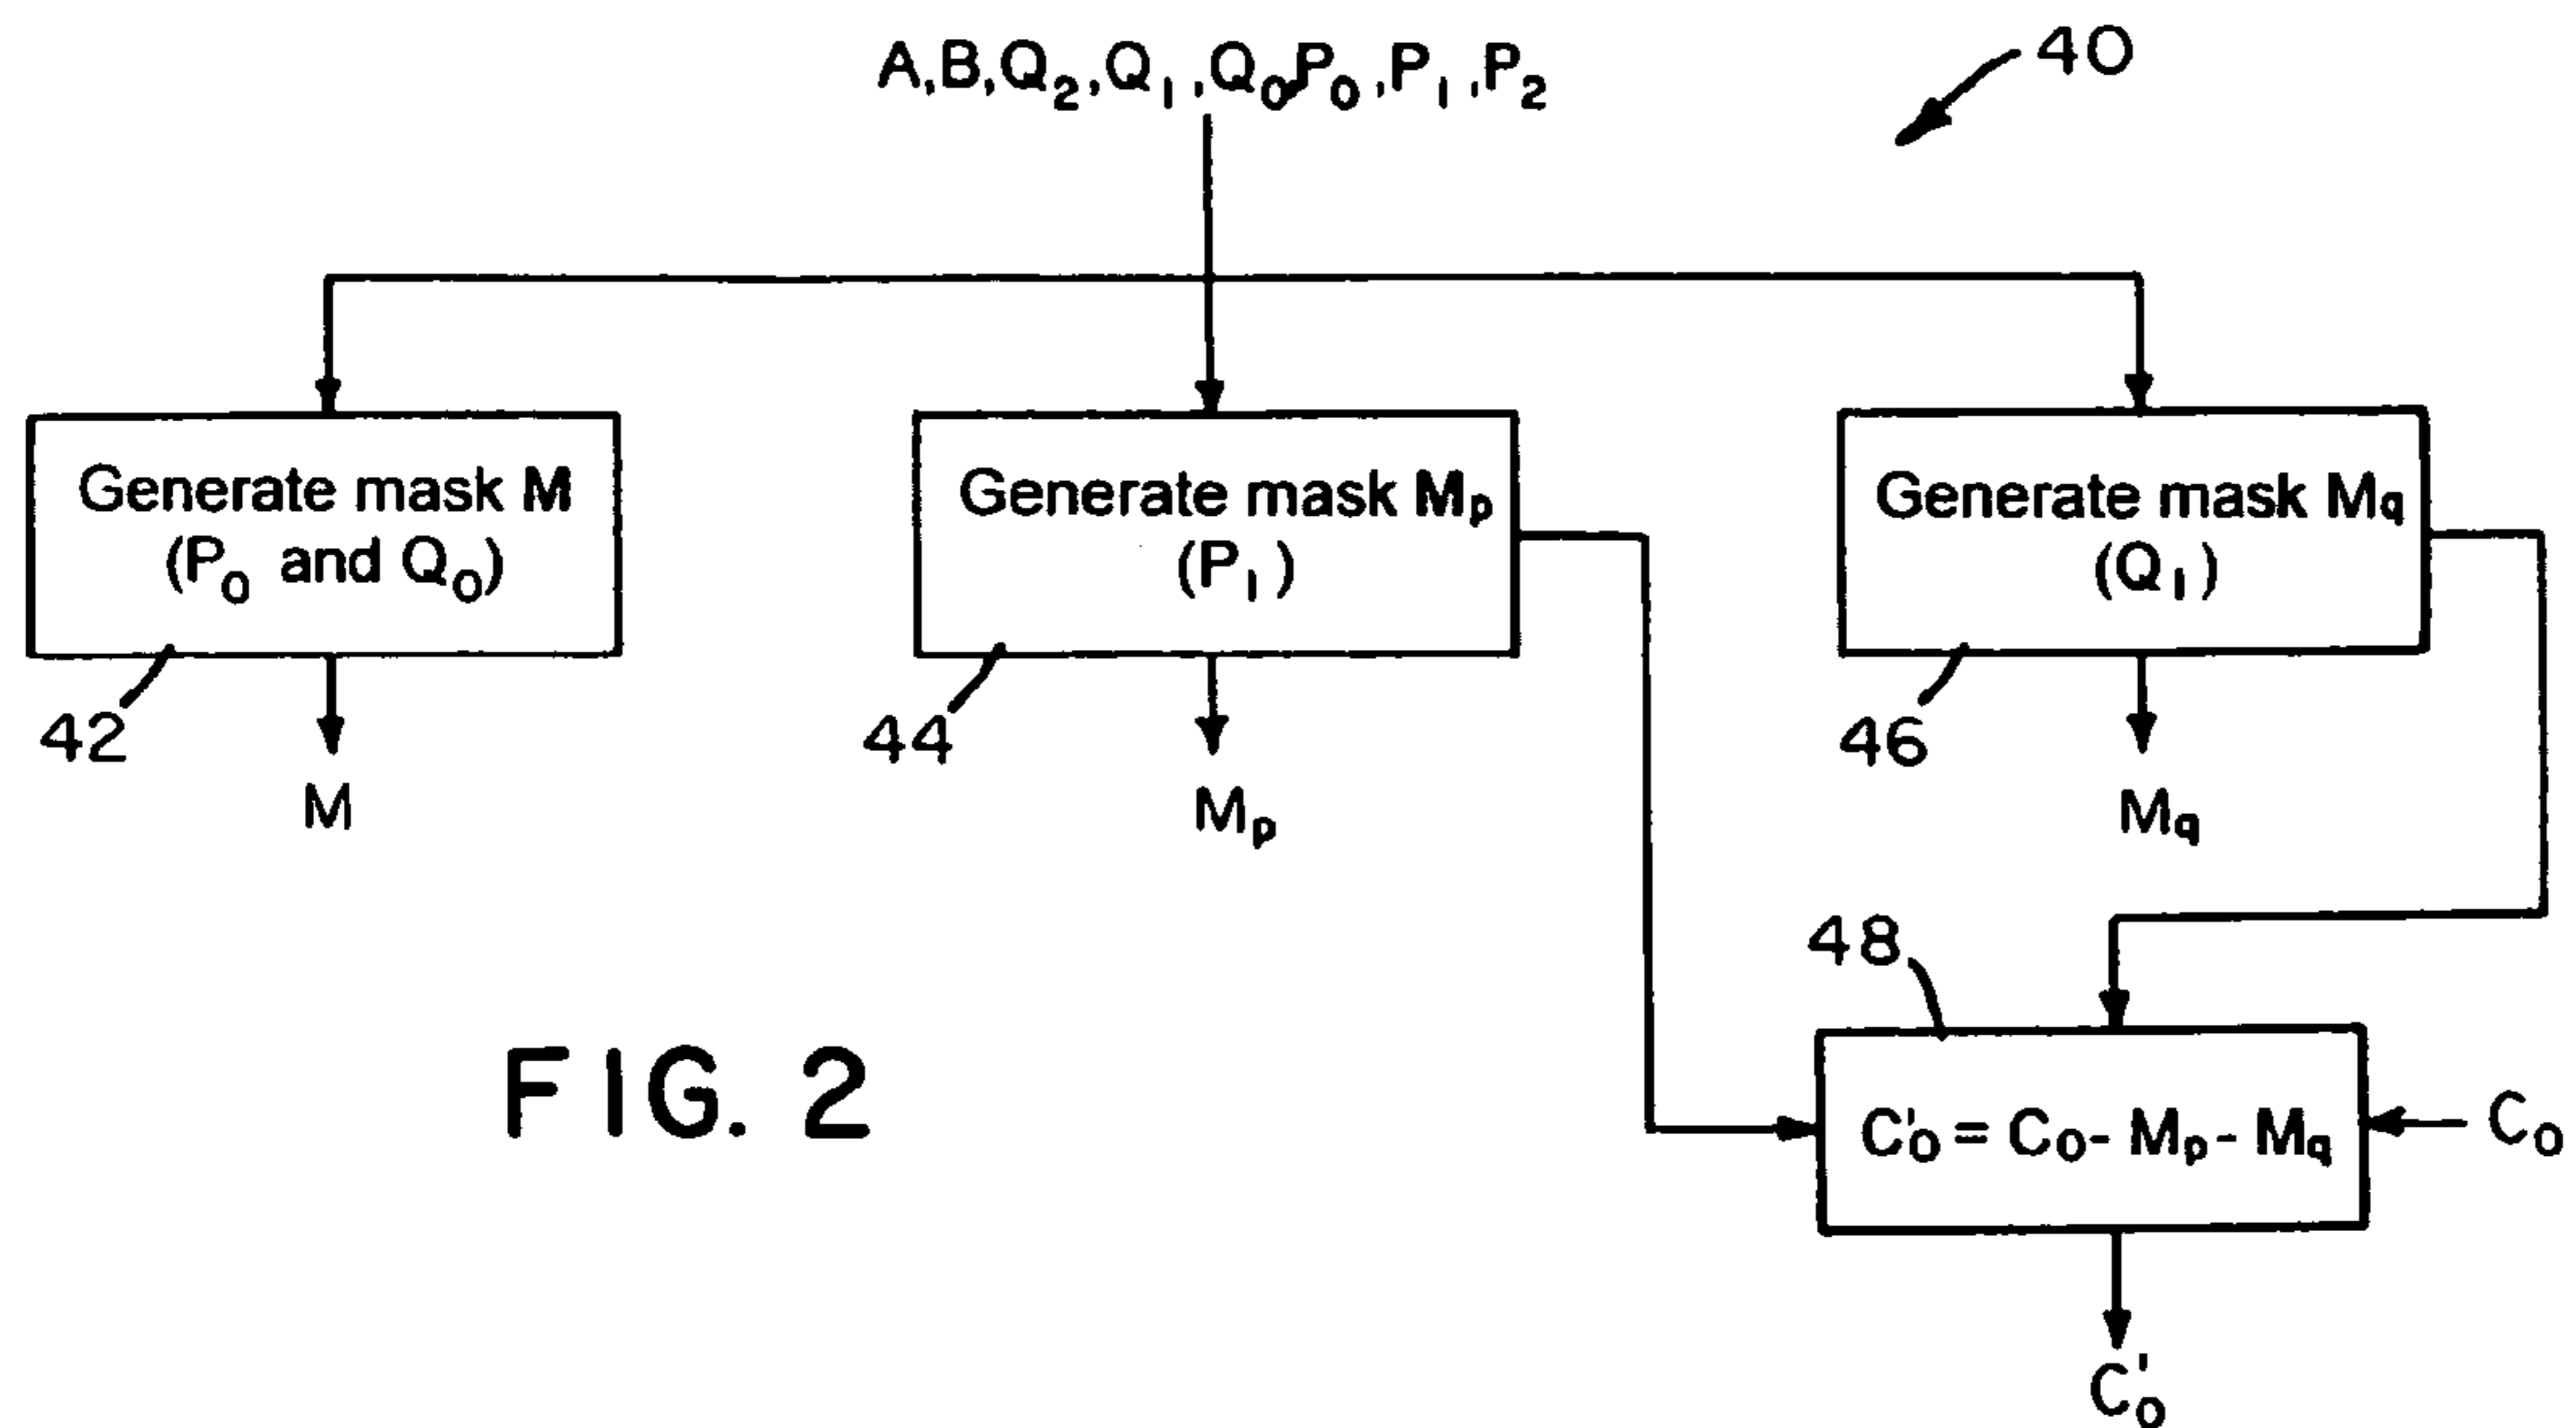 A,B,Q₂,Q₁,Q₀,P₀,P₁,P₂
40
Generate mask M
(P₀ and Q₀)
42
M
Generate mask Mₚ
(P₁)
44
Mₚ
Generate mask Mq
(Q₁)
46
Mq
48
C'₀ = C₀- Mₚ- Mq
C₀
C'₀
FIG. 2